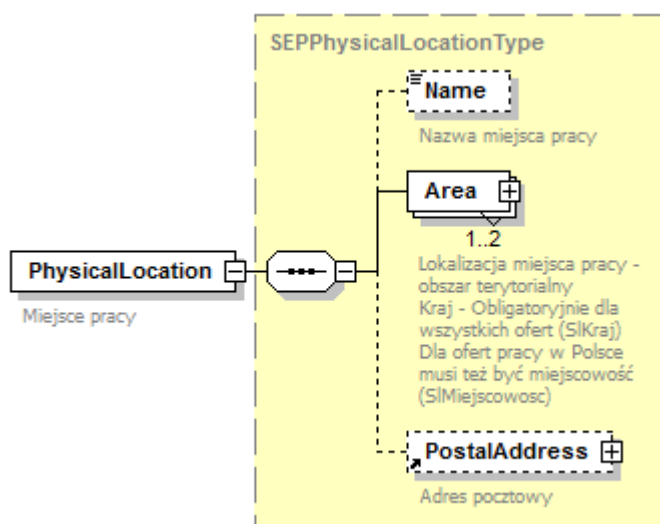 SEPPhysicalLocationType
Name
Nazwa miejsca pracy
Area
1..2
Lokalizacja miejsca pracy -
obszar terytorialny
Kraj - Obligatoryjnie dla
wszystkich ofert (SlKraj)
Dla ofert pracy w Polsce
musi też być miejscowość
(SlMiejscowosc)
PhysicalLocation
Miejsce pracy
PostalAddress
Adres pocztowy